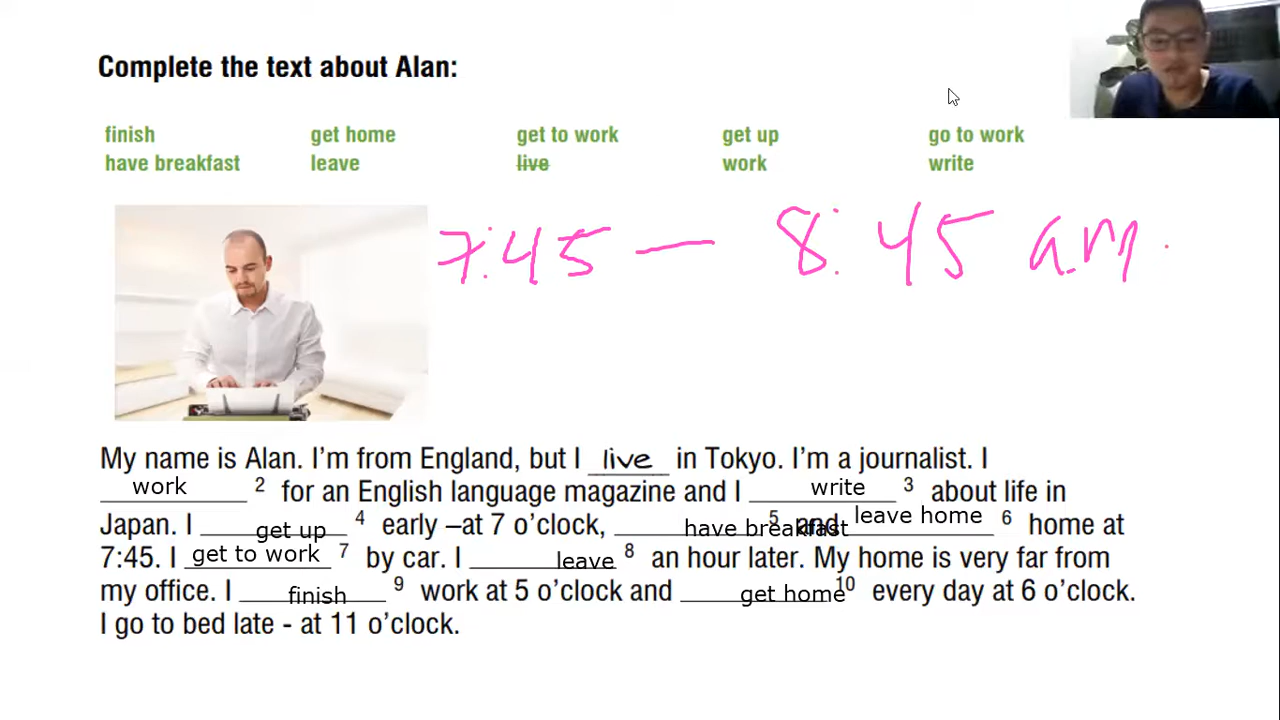 Complete the text about Alan:
finish get home get to work get up go to work
have breakfast leave live work write
7:45 — 8:45 a.m.
My name is Alan. I’m from England, but I live in Tokyo. I’m a journalist. I
work 2 for an English language magazine and I write 3 about life in
Japan. I get up 4 early –at 7 o’clock, have breakfast 5 and leave home 6 home at
7:45. I get to work 7 by car. I leave 8 an hour later. My home is very far from
my office. I finish 9 work at 5 o’clock and get home 10 every day at 6 o’clock.
I go to bed late - at 11 o’clock.